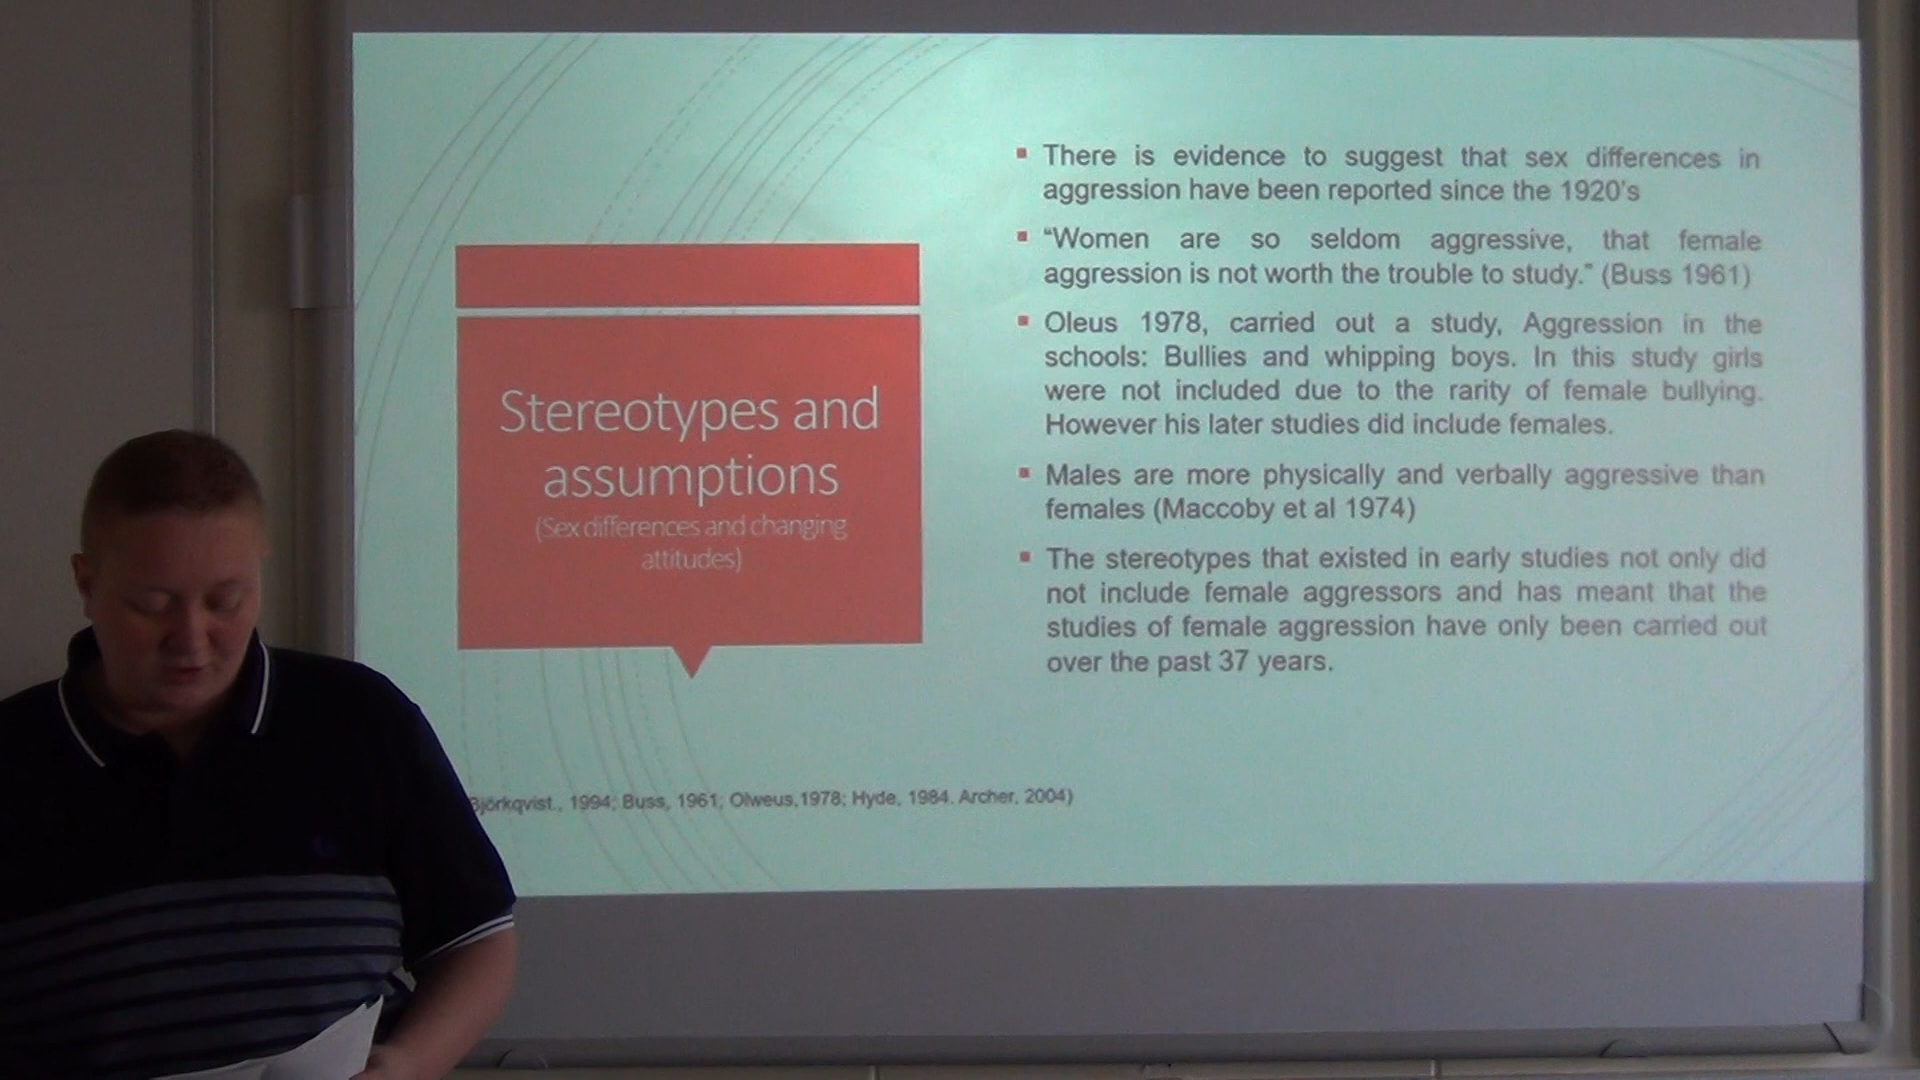 Stereotypes and
assumptions
(Sex differences and changing
attitudes)
There is evidence to suggest that sex differences in
aggression have been reported since the 1920's
“Women are so seldom aggressive, that female
aggression is not worth the trouble to study.” (Buss 1961)
Oleus 1978, carried out a study, Aggression in the
schools: Bullies and whipping boys. In this study girls
were not included due to the rarity of female bullying.
However his later studies did include females.
Males are more physically and verbally aggressive than
females (Maccoby et al 1974)
The stereotypes that existed in early studies not only did
not include female aggressors and has meant that the
studies of female aggression have only been carried out
over the past 37 years.
Björkqvist., 1994; Buss, 1961; Olweus,1978; Hyde, 1984. Archer, 2004)